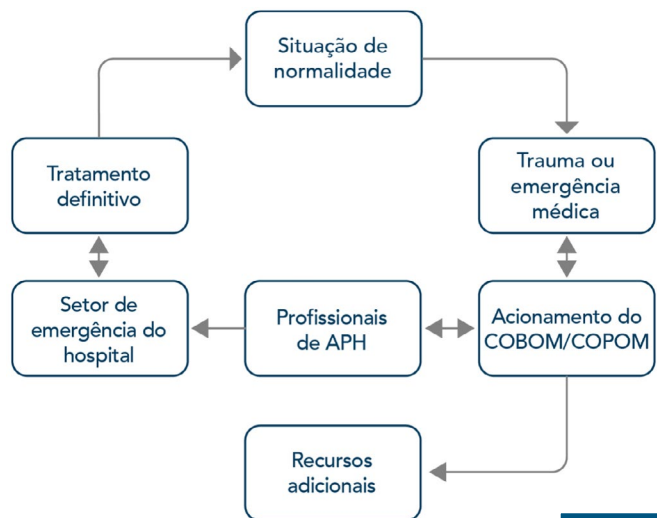 Situação de
normalidade
Tratamento
definitivo
Trauma ou
emergência
médica
Setor de
emergência do
hospital
Profissionais
de APH
Acionamento do
COBOM/COPOM
Recursos
adicionais